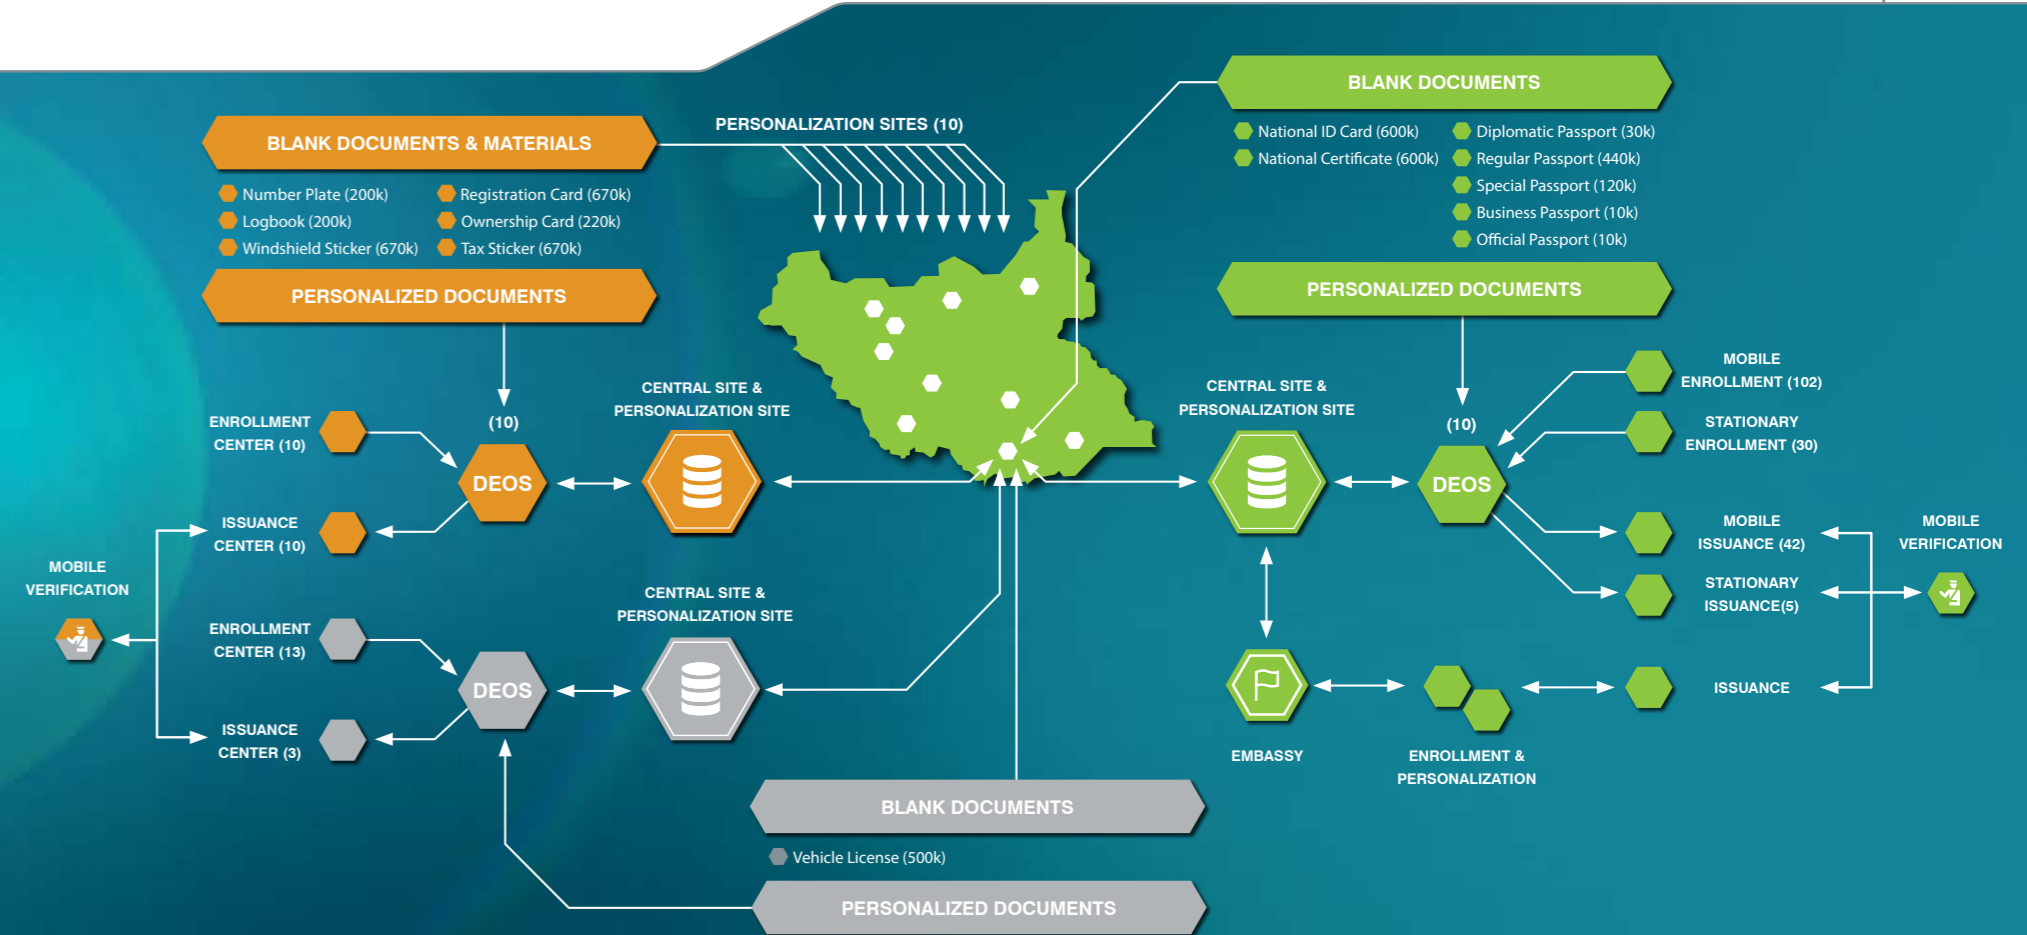 BLANK DOCUMENTS & MATERIALS
Number Plate (200k)
Logbook (200k)
Windshield Sticker (670k)
Registration Card (670k)
Ownership Card (220k)
Tax Sticker (670k)
PERSONALIZED DOCUMENTS
PERSONALIZATION SITES (10)
BLANK DOCUMENTS
National ID Card (600k)
National Certificate (600k)
Diplomatic Passport (30k)
Regular Passport (440k)
Special Passport (120k)
Business Passport (10k)
Official Passport (10k)
PERSONALIZED DOCUMENTS
ENROLLMENT
CENTER (10)
(10)
DEOS
CENTRAL SITE &
PERSONALIZATION SITE
ISSUANCE
CENTER (10)
MOBILE
VERIFICATION
ENROLLMENT
CENTER (13)
DEOS
CENTRAL SITE &
PERSONALIZATION SITE
ISSUANCE
CENTER (3)
CENTRAL SITE &
PERSONALIZATION SITE
(10)
DEOS
MOBILE
ENROLLMENT (102)
STATIONARY
ENROLLMENT (30)
MOBILE
ISSUANCE (42)
STATIONARY
ISSUANCE(5)
MOBILE
VERIFICATION
EMBASSY
ENROLLMENT &
PERSONALIZATION
ISSUANCE
BLANK DOCUMENTS
Vehicle License (500k)
PERSONALIZED DOCUMENTS